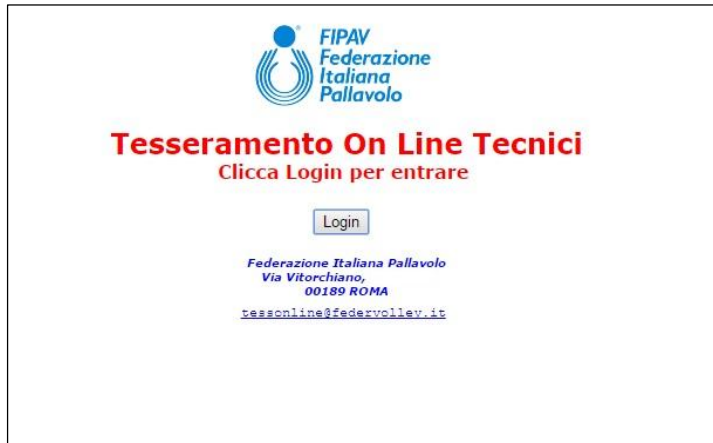 FIPAV
Federazione
Italiana
Pallavolo
Tesseramento On Line Tecnici
Clicca Login per entrare
Login
Federazione Italiana Pallavolo
Via Vitorchiano,
00189 ROMA
tessonline@federvolley.it